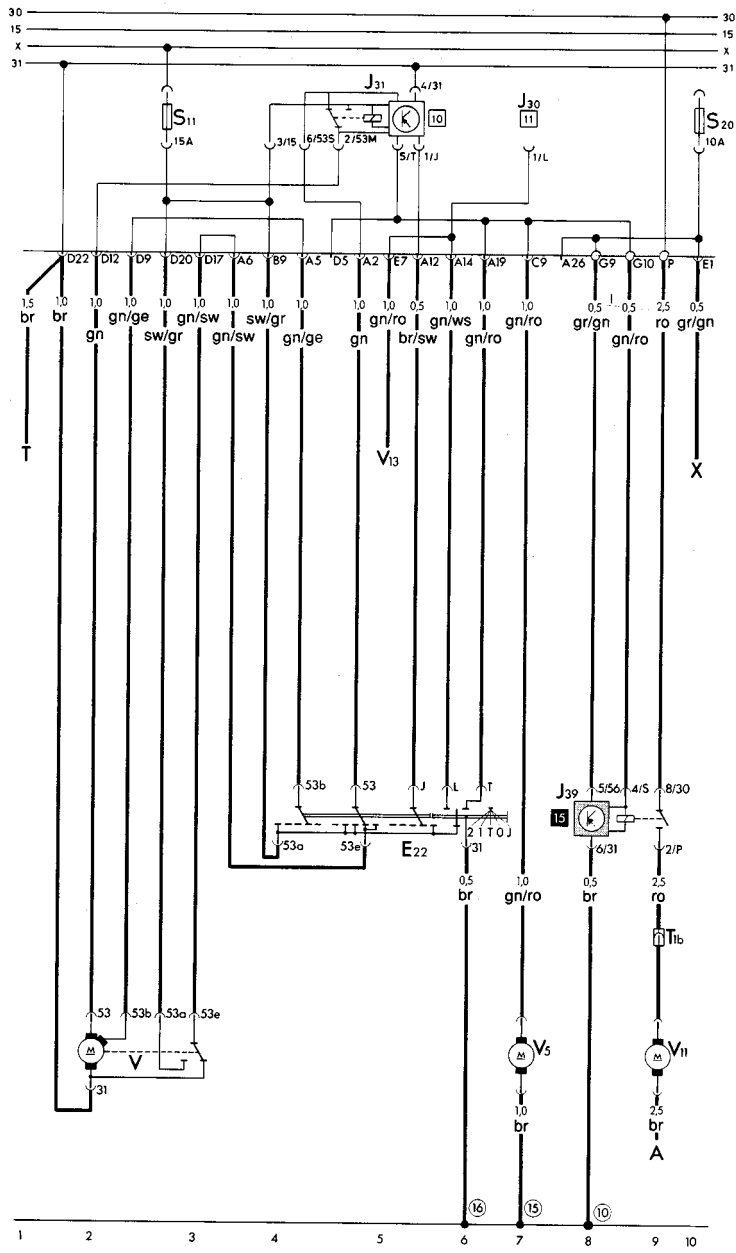 30 30
15 15
X X
31 31
J31 4/31
S11 10 J30 11 S20
15A 3/15 6/53S 2/53M 5/T 1/J 1/L 10A
D22 D12 D9 D20 D17 A6 B9 A5 D5 A2 E7 A12 A14 A19 C9 A26 G9 G10 P E1
1,5 1,0 1,0 1,0 1,0 1,0 1,0 1,0 1,0 1,0 1,0 0,5 1,0 1,0 1,0 0,5 0,5 2,5 0,5
br br gn/ge gn/sw sw/gr gn/ro gn/ws gn/ro gr/gn ro gr/gn
gn sw/gr gn/sw gn/ge gn br/sw gn/ro gn/ro
T V13 X
53b 53 J L T J39 5/56 4/S 8/30
15
2 1 T 0 J
53a 53e E22 31 6/31 2/P
0,5 1,0 0,5 2,5
br gn/ro br ro
T1b
53 53b 53a 53e
M V M V5 M V11
31
1,0 2,5
br br
A
16 15 10
1 2 3 4 5 6 7 8 9 10